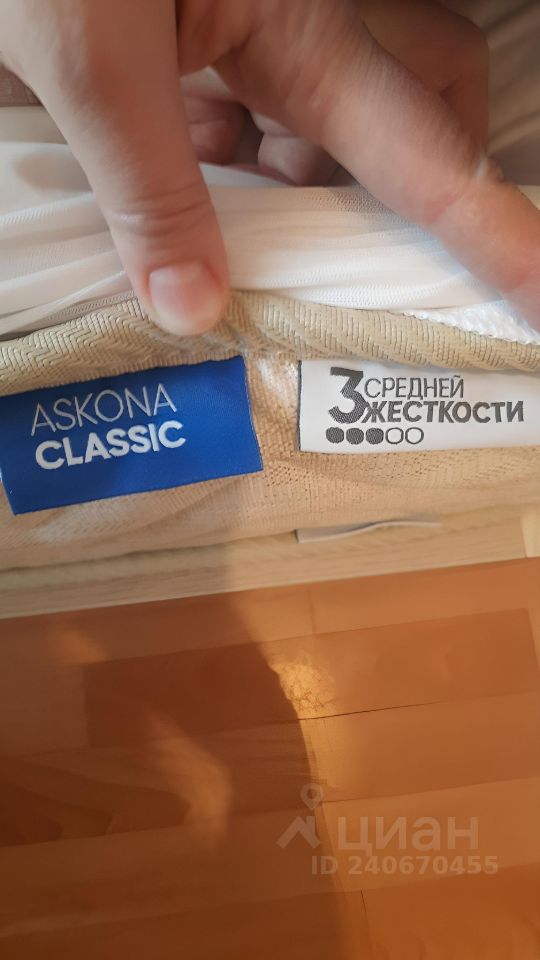 ASKONA
CLASSIC
3 СРЕДНЕЙ
ЖЕСТКОСТИ
циан
ID 240670455